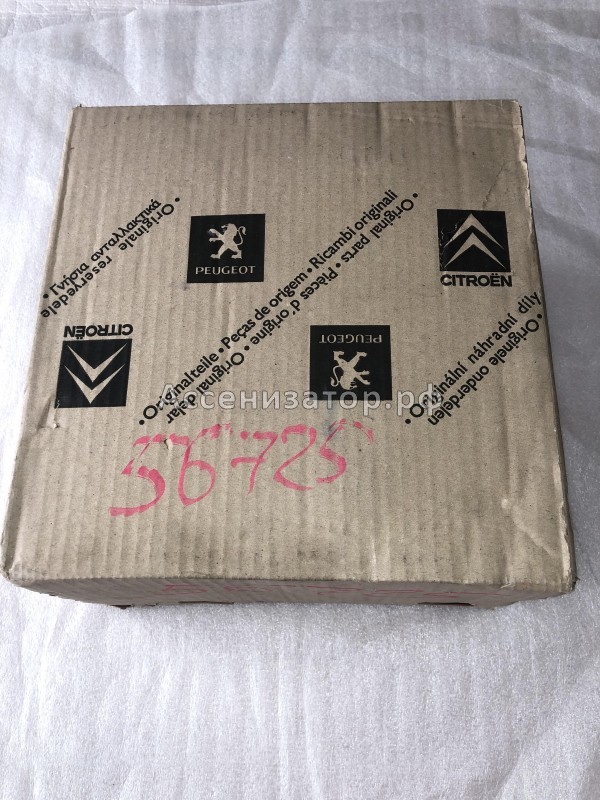 • Γνήσια ανταλλακτικά
• Originale reservedele
PEUGEOT
CITROËN
• Originalteile • Peças de origem • Ricambi originali
• Pièces d'origine • Original parts
• Original delar
CITROËN
PEUGEOT
• Originální náhradní díly
• Originele onderdelen
Ассенизатор.рф
56725